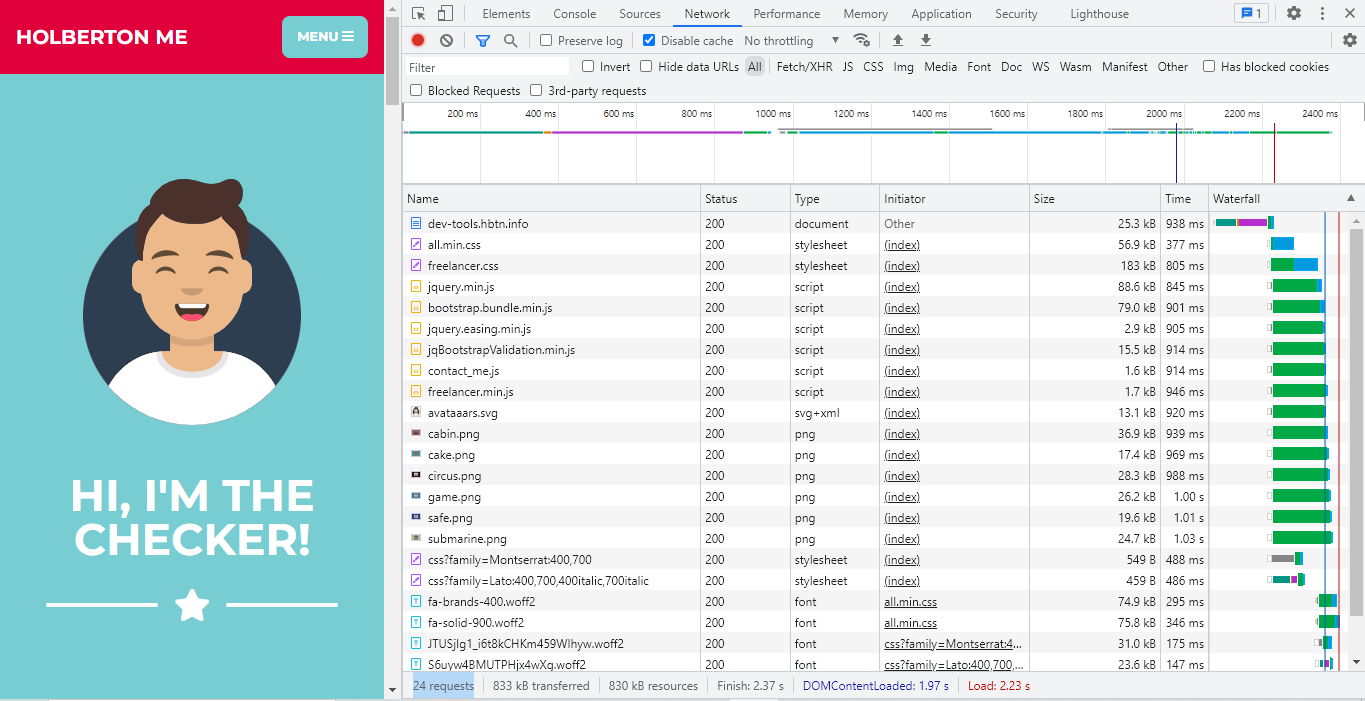 HOLBERTON ME
MENU
HI, I'M THE
CHECKER!
Elements Console Sources Network Performance Memory Application Security Lighthouse 1
Preserve log Disable cache No throttling
Filter Invert Hide data URLs All Fetch/XHR JS CSS Img Media Font Doc WS Wasm Manifest Other Has blocked cookies
Blocked Requests 3rd-party requests
200 ms 400 ms 600 ms 800 ms 1000 ms 1200 ms 1400 ms 1600 ms 1800 ms 2000 ms 2200 ms 2400 ms
Name Status Type Initiator Size Time Waterfall
dev-tools.hbtn.info 200 document Other 25.3 kB 938 ms
all.min.css 200 stylesheet (index) 56.9 kB 377 ms
freelancer.css 200 stylesheet (index) 183 kB 805 ms
jquery.min.js 200 script (index) 88.6 kB 845 ms
bootstrap.bundle.min.js 200 script (index) 79.0 kB 901 ms
jquery.easing.min.js 200 script (index) 2.9 kB 905 ms
jqBootstrapValidation.min.js 200 script (index) 15.5 kB 914 ms
contact_me.js 200 script (index) 1.6 kB 914 ms
freelancer.min.js 200 script (index) 1.7 kB 946 ms
avataaars.svg 200 svg+xml (index) 13.1 kB 920 ms
cabin.png 200 png (index) 36.9 kB 939 ms
cake.png 200 png (index) 17.4 kB 969 ms
circus.png 200 png (index) 28.3 kB 988 ms
game.png 200 png (index) 26.2 kB 1.00 s
safe.png 200 png (index) 19.6 kB 1.01 s
submarine.png 200 png (index) 24.7 kB 1.03 s
css?family=Montserrat:400,700 200 stylesheet (index) 549 B 488 ms
css?family=Lato:400,700,400italic,700italic 200 stylesheet (index) 459 B 486 ms
fa-brands-400.woff2 200 font all.min.css 74.9 kB 295 ms
fa-solid-900.woff2 200 font all.min.css 75.8 kB 346 ms
JTUSjIg1_i6t8kCHKm459Wlhyw.woff2 200 font css?family=Montserrat:4... 31.0 kB 175 ms
S6uyw4BMUTPHjx4wXg.woff2 200 font css?family=Lato:400,700,... 23.6 kB 147 ms
24 requests 833 kB transferred 830 kB resources Finish: 2.37 s DOMContentLoaded: 1.97 s Load: 2.23 s